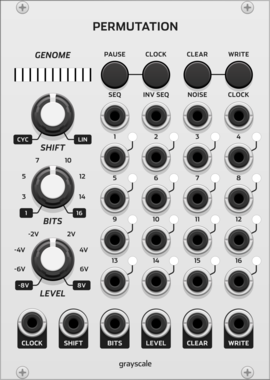 PERMUTATION
GENOME
PAUSE CLOCK CLEAR WRITE
SHIFT
CYC LIN
SEQ INV SEQ NOISE CLOCK
1 2 3 4
7 10
5 12
3 14
1 16
BITS
5 6 7 8
9 10 11 12
-2V 2V
-4V 4V
-6V 6V
-8V 8V
LEVEL
13 14 15 16
CLOCK SHIFT BITS LEVEL CLEAR WRITE
grayscale